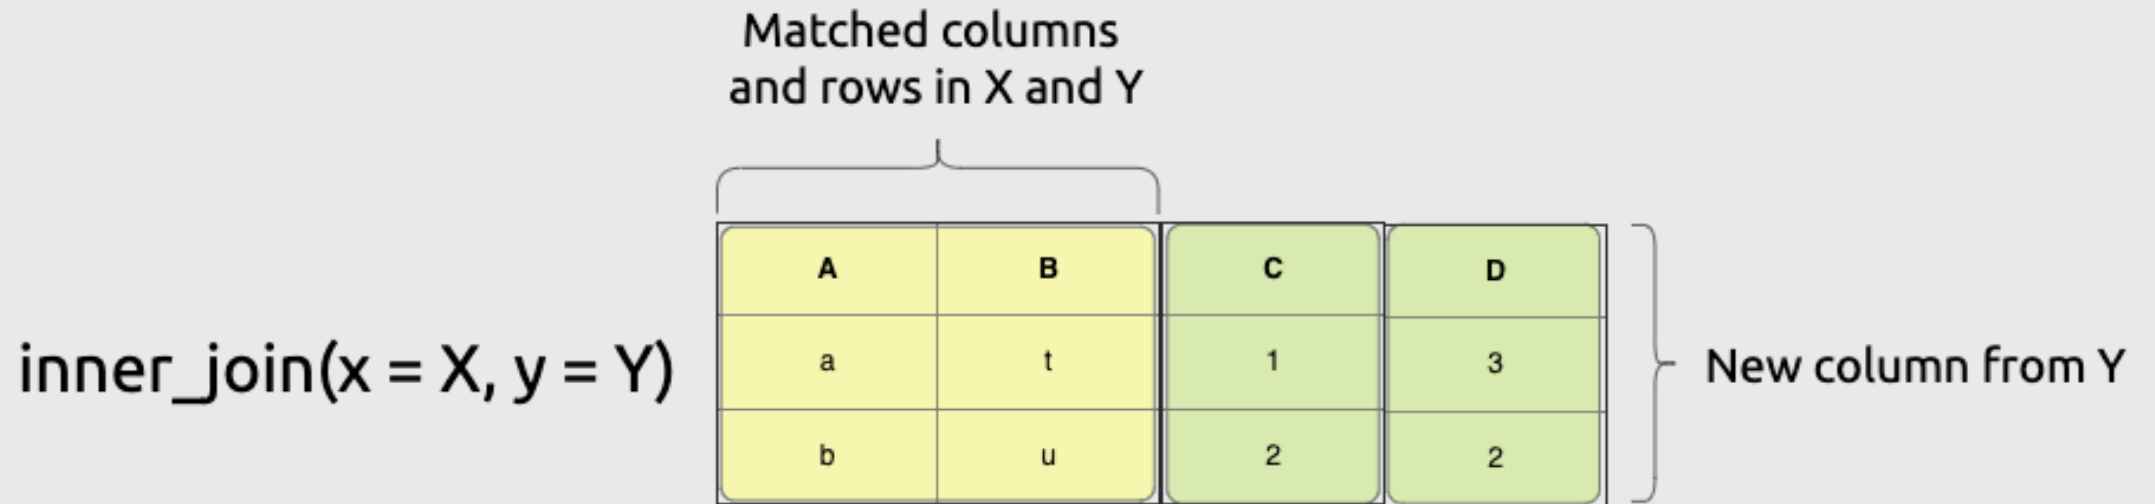 Matched columns
and rows in X and Y
A B C D
inner_join(x = X, y = Y) a t 1 3 New column from Y
b u 2 2